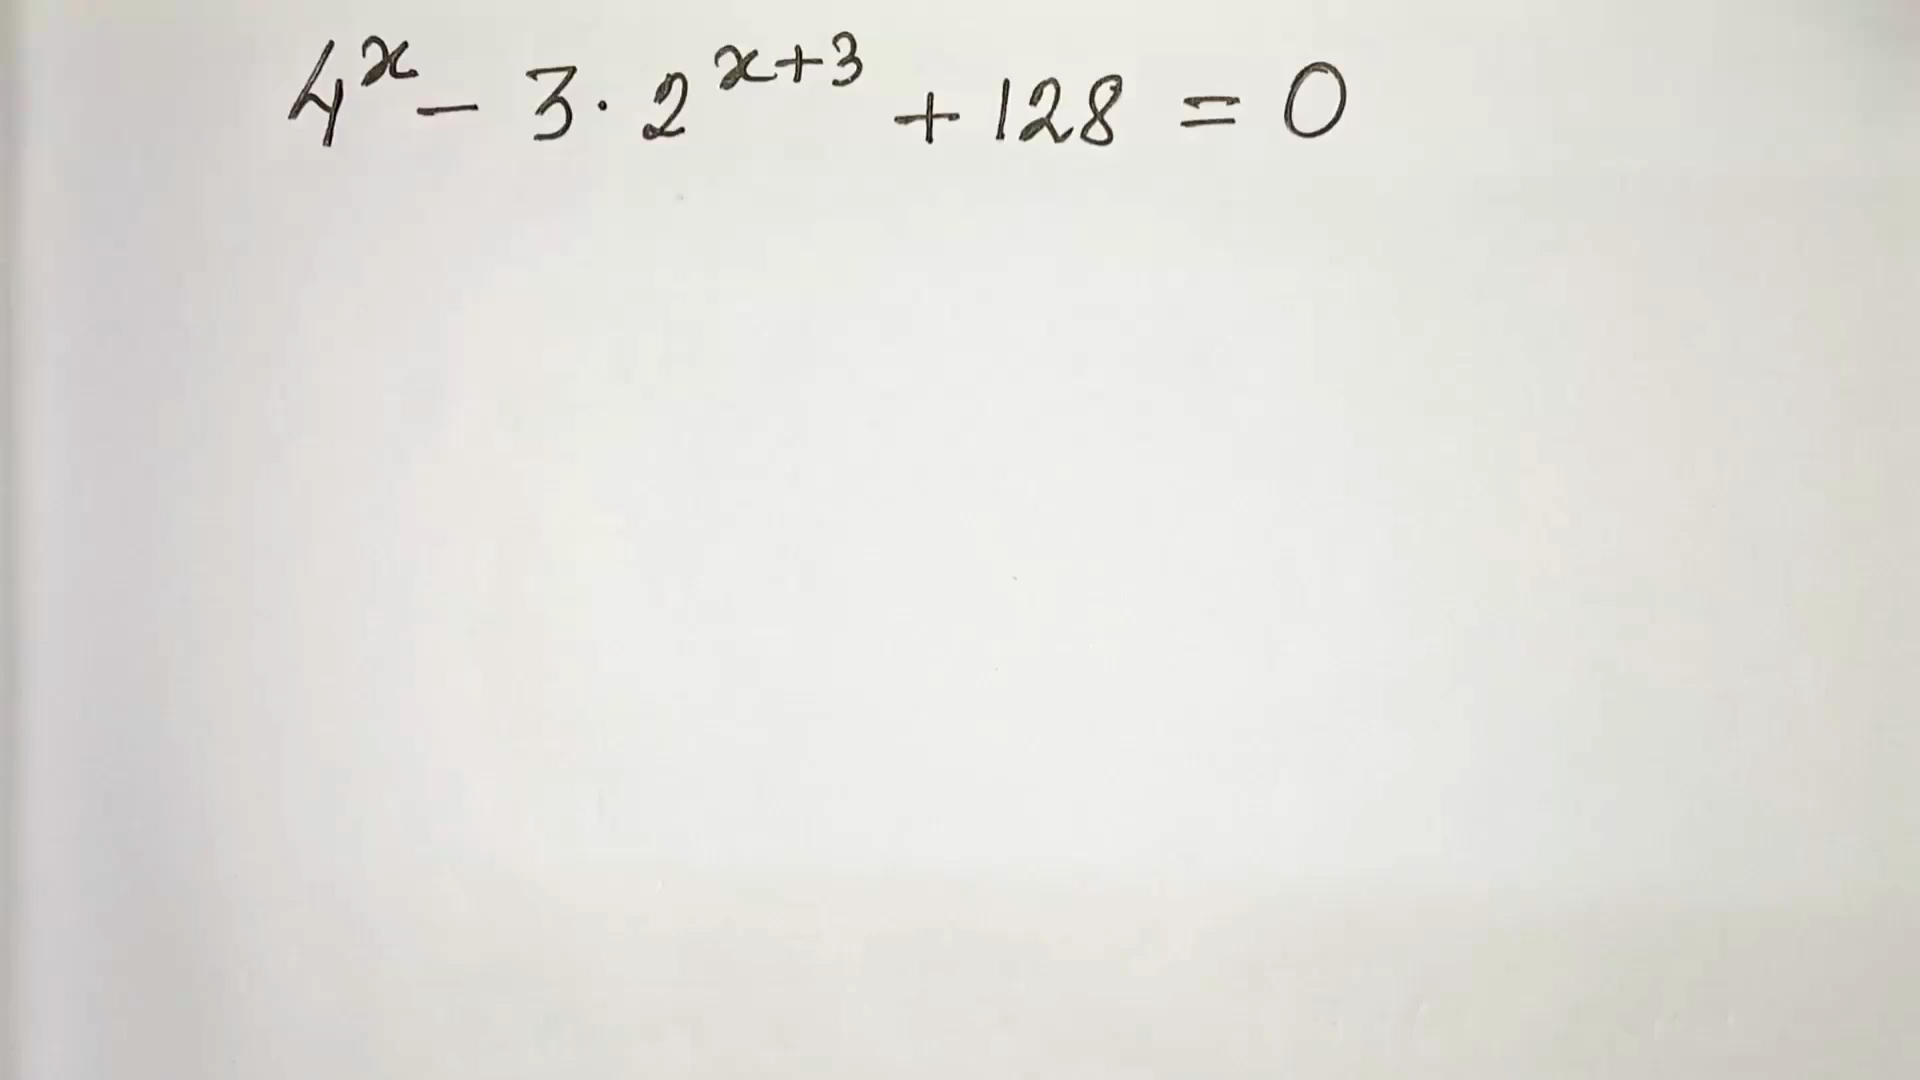 4^x - 3 · 2^{x+3} + 128 = 0